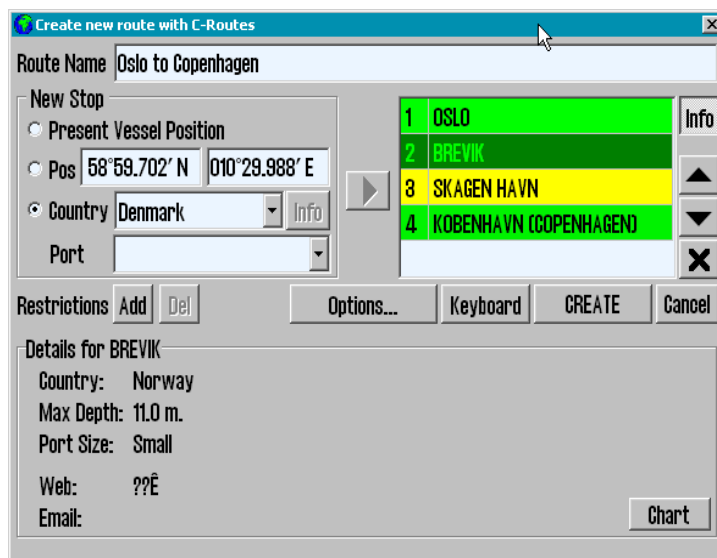 Create new route with C-Routes
Route Name Oslo to Copenhagen
New Stop
Present Vessel Position
Pos 58°59.702′ N 010°29.988′ E
Country Denmark Info
Port
1 OSLO
2 BREVIK
3 SKAGEN HAVN
4 KOBENHAVN (COPENHAGEN)
Info
Restrictions Add Del Options... Keyboard CREATE Cancel
Details for BREVIK
Country: Norway
Max Depth: 11.0 m.
Port Size: Small
Web: ??Ê
Email:
Chart